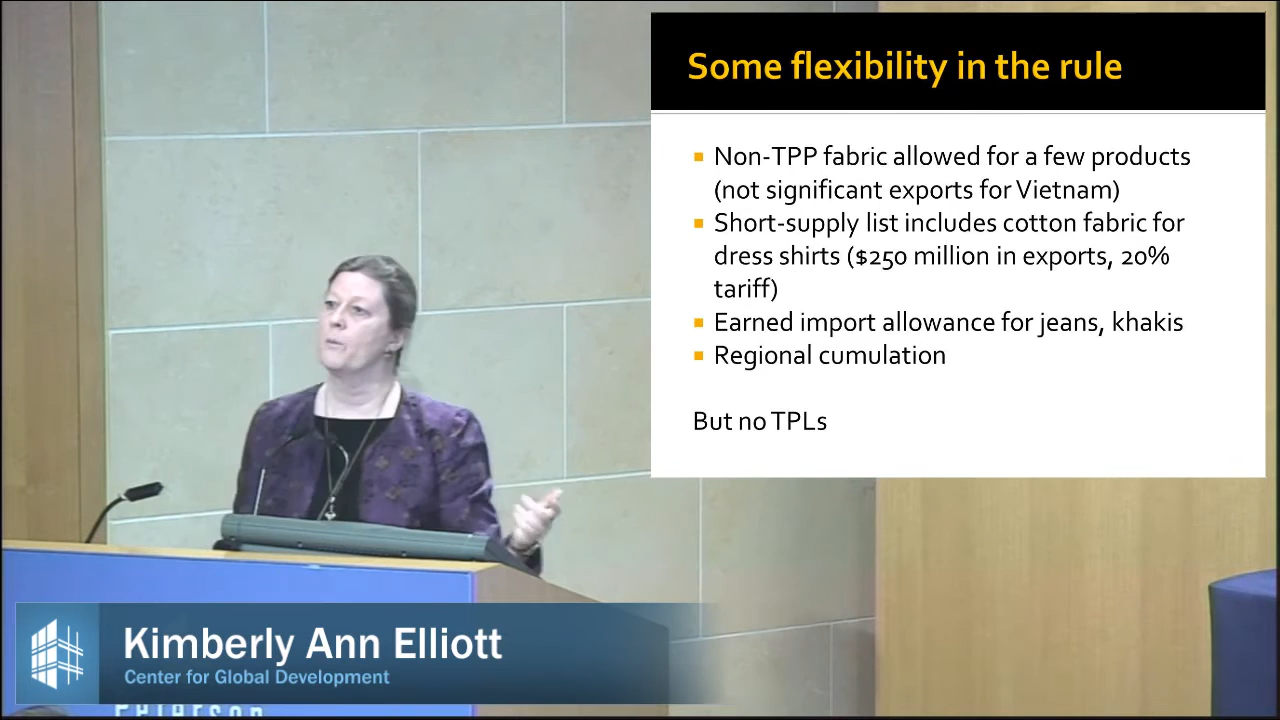 Some flexibility in the rule
Non-TPP fabric allowed for a few products
(not significant exports for Vietnam)
Short-supply list includes cotton fabric for
dress shirts ($250 million in exports, 20%
tariff)
Earned import allowance for jeans, khakis
Regional cumulation
But no TPLs
Kimberly Ann Elliott
Center for Global Development
PETERSON